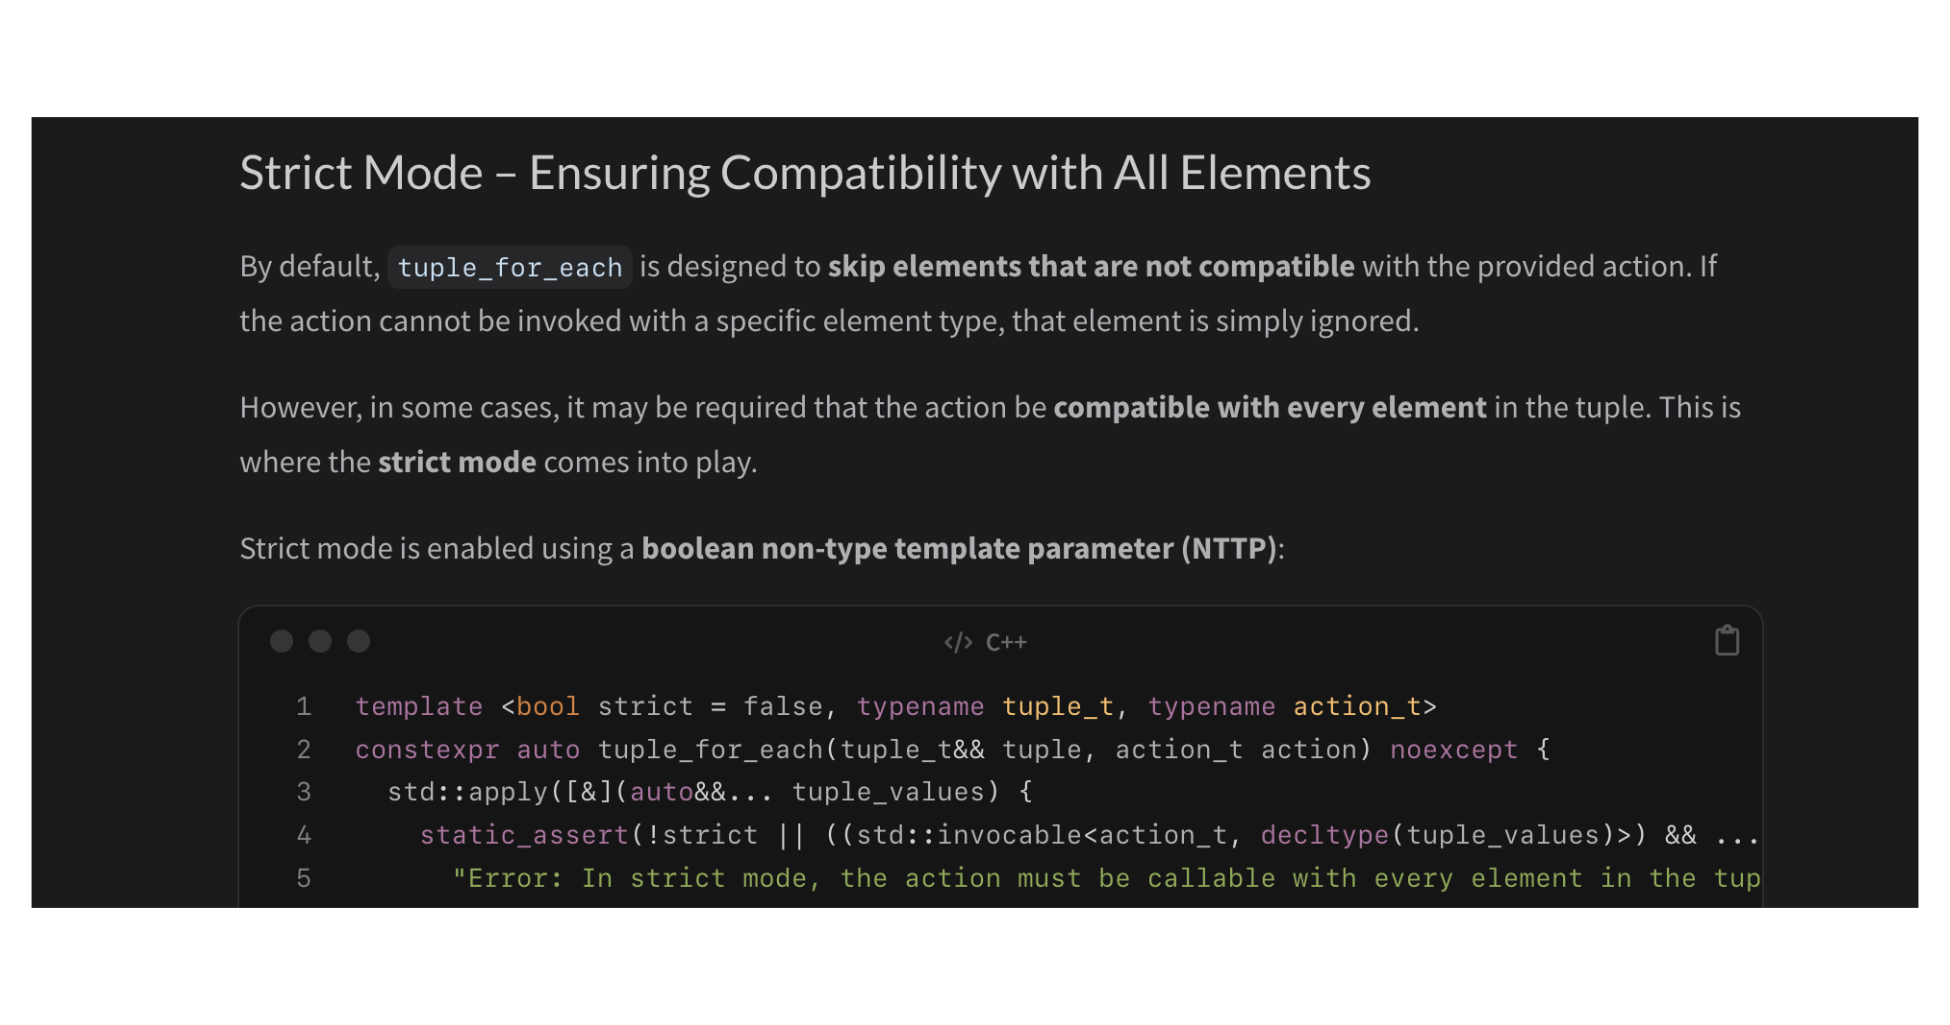 Strict Mode – Ensuring Compatibility with All Elements
By default, tuple_for_each is designed to skip elements that are not compatible with the provided action. If
the action cannot be invoked with a specific element type, that element is simply ignored.
However, in some cases, it may be required that the action be compatible with every element in the tuple. This is
where the strict mode comes into play.
Strict mode is enabled using a boolean non-type template parameter (NTTP):
</> C++
1 template <bool strict = false, typename tuple_t, typename action_t>
2 constexpr auto tuple_for_each(tuple_t&& tuple, action_t action) noexcept {
3 std::apply([&](auto&&... tuple_values) {
4 static_assert(!strict || ((std::invocable<action_t, decltype(tuple_values)>) && ...
5 "Error: In strict mode, the action must be callable with every element in the tup